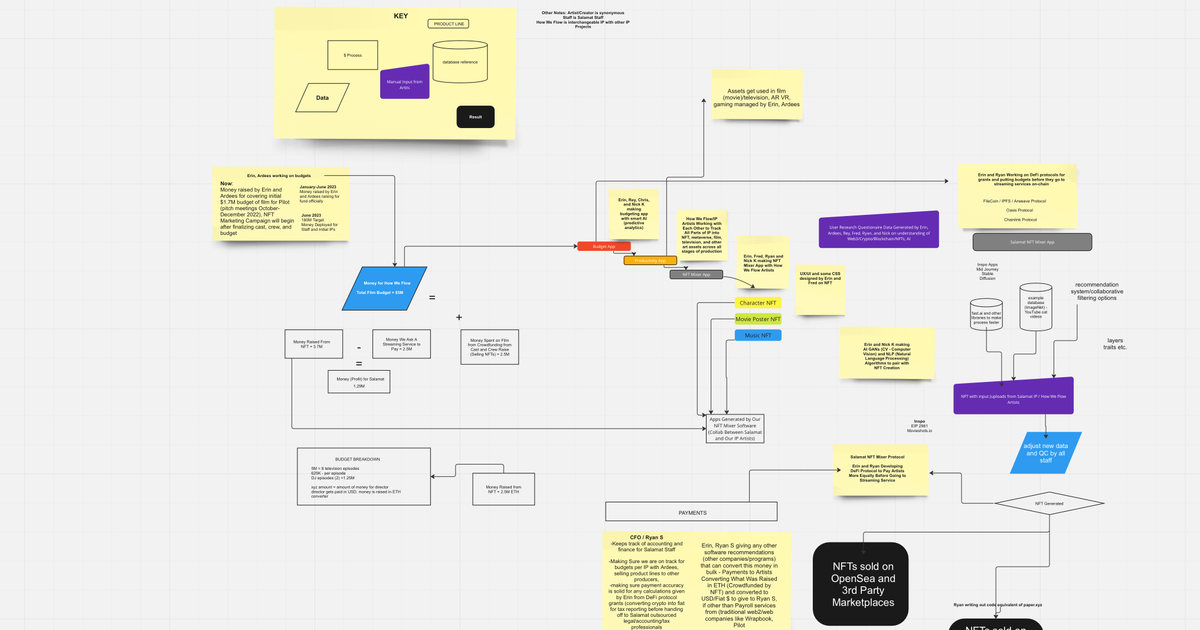 KEY
PRODUCT LINE
$ Process
database reference
Manual Input from
Artits
Data
Result
Other Notes: Artist/Creator is synonymous
Staff is Salamat Staff
How We Flow is interchangeable IP with other IP
Projects
Assets get used in film
(movie)/television, AR VR,
gaming managed by Erin, Ardees
Erin, Ardees working on budgets
Now:
Money raised by Erin and
Ardees for covering initial
$1.7M budget of film for Pilot
(pitch meetings October-
December 2022), NFT
Marketing Campaign will begin
after finalizing cast, crew, and
budget
January-June 2023
Money raised by Erin
and Ardees raising for
fund officially
June 2023
Money Deployed for
Staff and Initial IPs
Erin, Rey, Chris,
and Nick K
making
budgeting app
with smart AI
(predictive
analytics)
How We Flow/IP
Artists Working with
Each Other to Track
All Parts of IP into
NFT, metaverse, film,
television, and other
art assets across all
stages of production
Budget App
Productivity App
NFT Mixer App
Erin, Fred, Ryan
and Nick K making NFT
Mixer App with How
We Flow Artists
UX/UI and some CSS
designed by Erin and
Fred on NFT
User Research Questionnaire Data Generated by Erin,
Ardees, Rey, Fred, Ryan, and Nick on understanding of
Web3/Crypto/Blockchain/NFTs, AI
Erin and Ryan Working on DeFi protocols for
grants and putting budgets before they go to
streaming services on-chain
FileCoin / IPFS / Arweave Protocol
Oasis Protocol
Chainlink Protocol
Salamat NFT Mixer App
Inspo Apps
Mid Journey
Stable
Diffusion
fast.ai and other
libraries to make
process faster
example
database
(ImageNet) -
YouTube cat
videos
recommendation
system/collaborative
filtering options
layers
traits etc.
Money for How We Flow
Total Film Budget = $5M
=
+
Money Raised From
NFT = 3.7M
-
Money We Ask A
Streaming Service to
Pay = 2.5M
Money Spent on Film
from Crowdfunding from
Cast and Crew Raise
(Selling NFTs) = 2.5M
=
Money (Profit) for Salamat
1.25M
Character NFT
Movie Poster NFT
Music NFT
Erin and Nick K making
AI GANs (CV - Computer
Vision) and NLP (Natural
Language Processing)
Algorithms to pair with
NFT Creation
NFT with Input (uploads from Salamat IP / How We Flow
Artists
Inspo
EIP 2981
Movieshots.io
adjust new data
and QC by all
staff
Apps Generated by Our
NFT Mixer Software
(Collab Between Salamat
and Our IP Artist(s)
BUDGET BREAKDOWN
5M = 8 television episodes
625K - per episode
DJ episodes (2) =1.25M
xyz amount = amount of money for director
director gets paid in USD, money is raised in ETH
converter
Money Raised from
NFT = 2.5M ETH
Salamat NFT Mixer Protocol
Erin and Ryan Developing
DeFi Protocol to Pay Artists
More Equally Before Going to
Streaming Service
NFT Generated
PAYMENTS
CFO / Ryan S
-Keeps track of accounting and
finance for Salamat Staff
-Making Sure we are on track for
budgets per IP with Ardees,
selling product lines to other
producers,
-making sure payment accuracy
is solid for any calculations given
by Erin from DeFi protocol
grants (converting crypto into fiat
for tax reporting before handing
off to Salamat outsourced
legal/accounting/tax
professionals
Erin, Ryan S giving any other
software recommendations
(other companies/programs)
that can convert this money in
bulk - Payments to Artists
Converting What Was Raised
in ETH (Crowdfunded by
NFT) and converted to
USD/Fiat $ to give to Ryan S,
if other than Payroll services
from (traditional web2/web
companies like Wrapbook,
Pilot
NFTs sold on
OpenSea and
3rd Party
Marketplaces
Ryan writing out code equivalent of paper.xyz
NFTs sold on